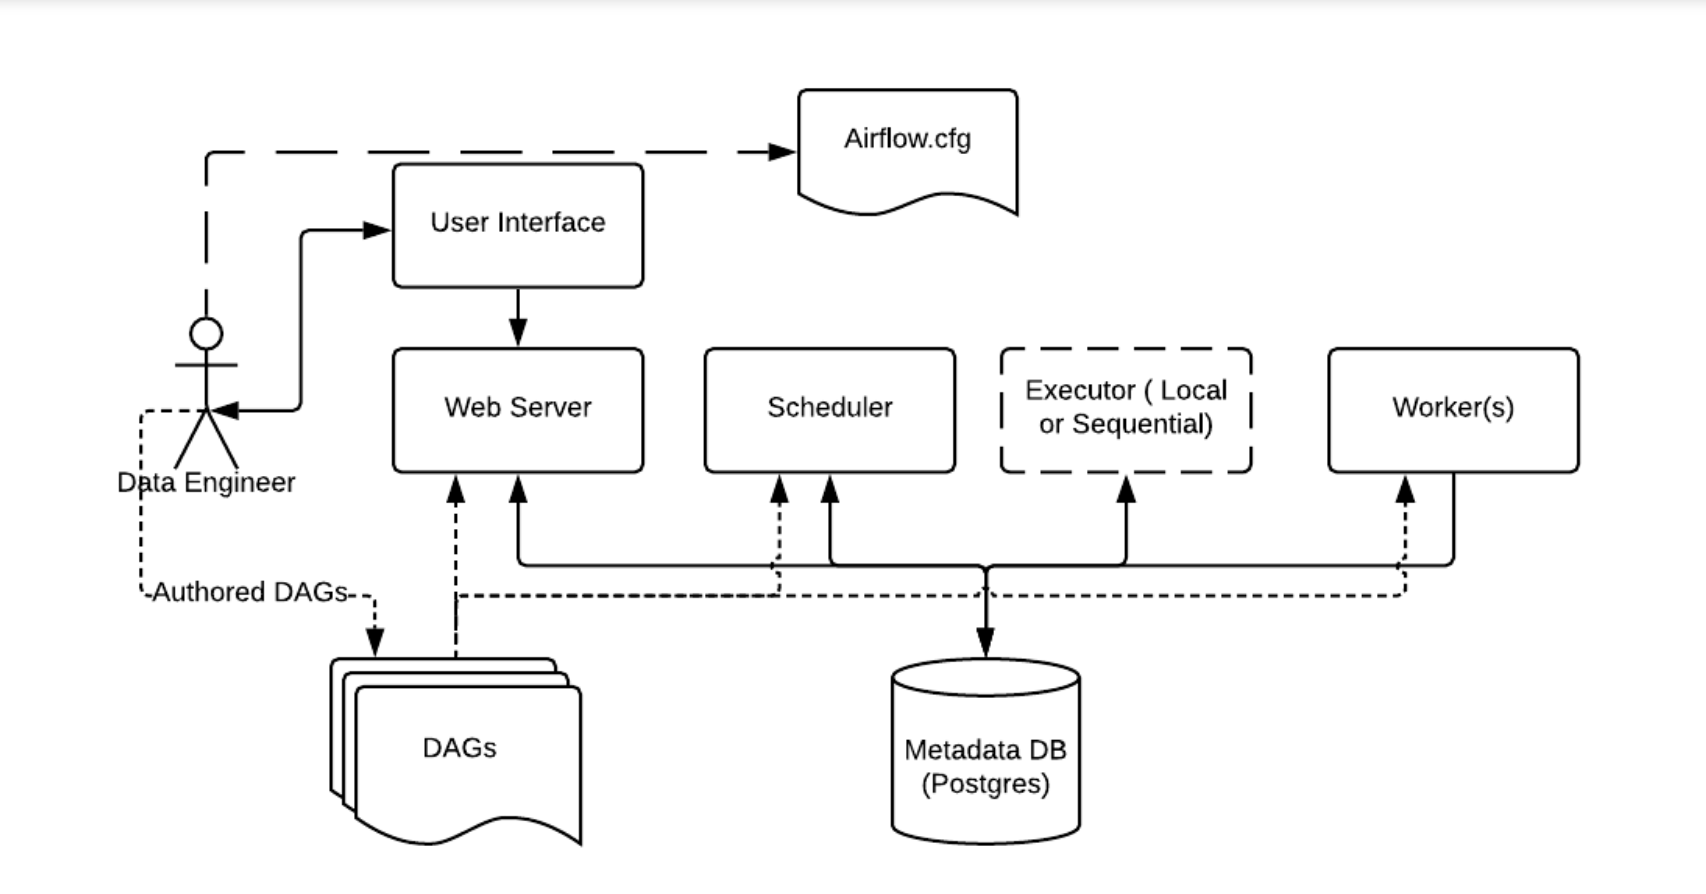 Airflow.cfg
User Interface
Web Server
Scheduler
Executor ( Local
or Sequential)
Worker(s)
Data Engineer
Authored DAGs
DAGs
Metadata DB
(Postgres)